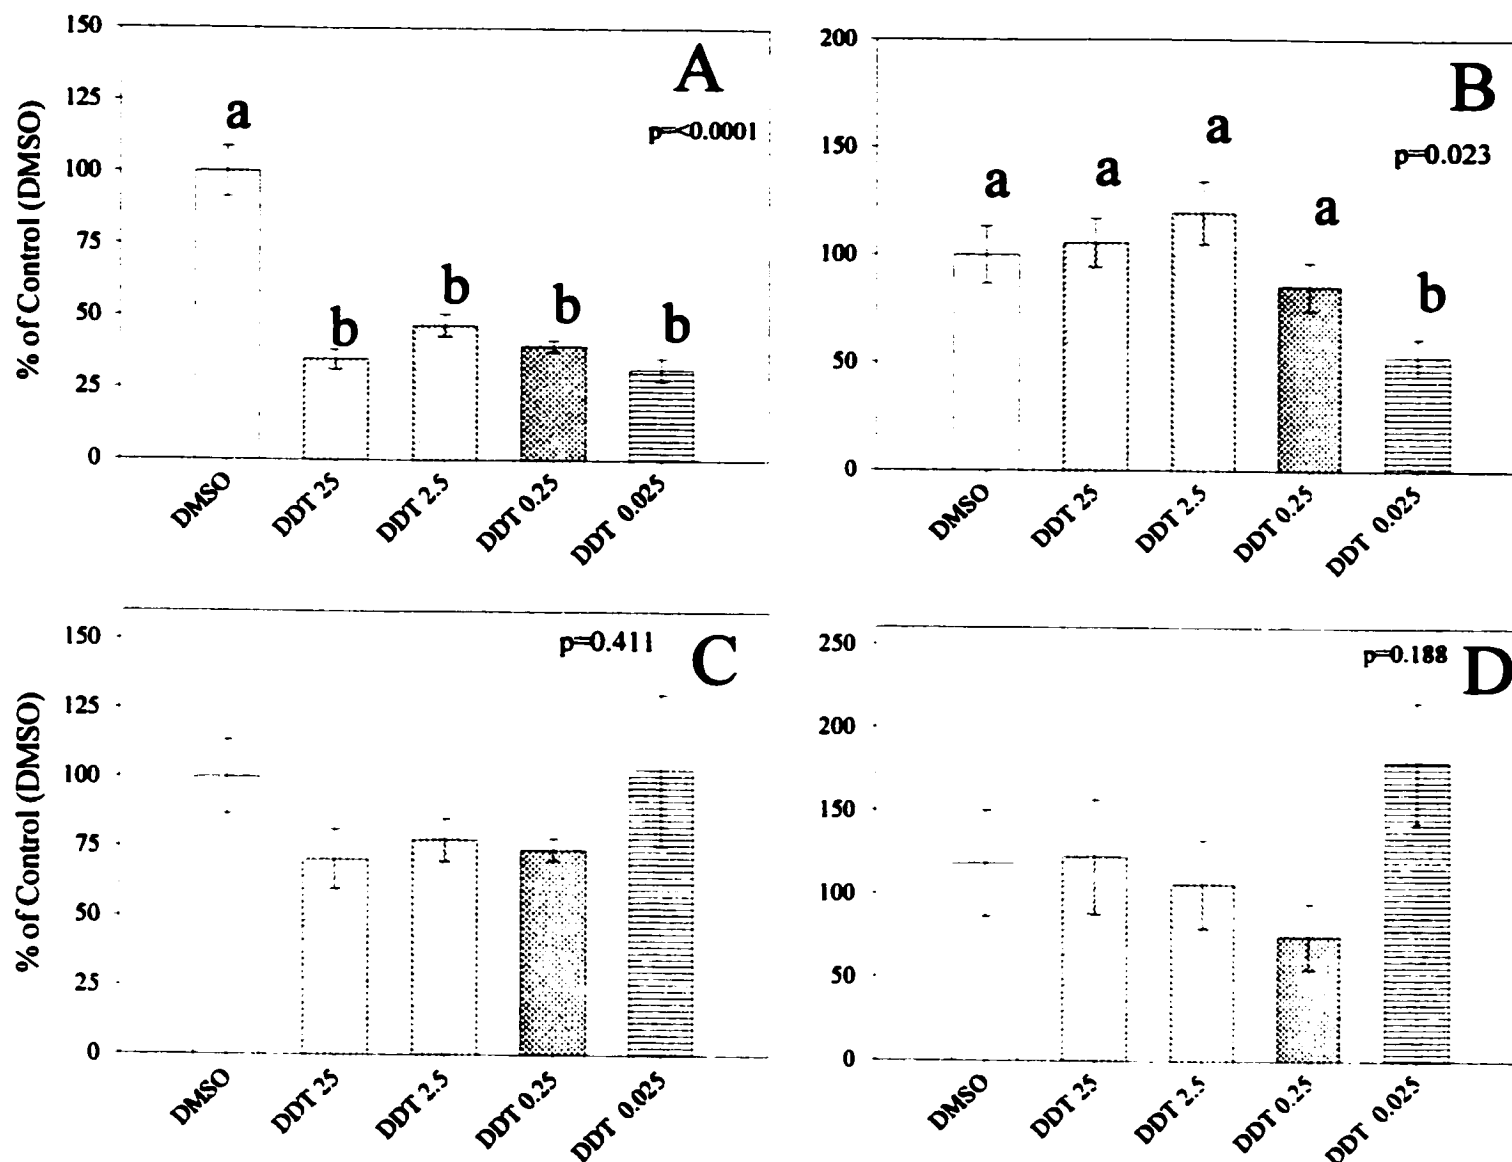 150
125
100
75
50
25
0
% of Control (DMSO)
A
p=<0.0001
a
b
b
b
b
DMSO
DDT 25
DDT 2.5
DDT 0.25
DDT 0.025
200
150
100
50
0
B
p=0.023
a
a
a
a
b
DMSO
DDT 25
DDT 2.5
DDT 0.25
DDT 0.025
150
125
100
75
50
25
0
% of Control (DMSO)
p=0.411
C
DMSO
DDT 25
DDT 2.5
DDT 0.25
DDT 0.025
250
200
150
100
50
0
p=0.188
D
DMSO
DDT 25
DDT 2.5
DDT 0.25
DDT 0.025